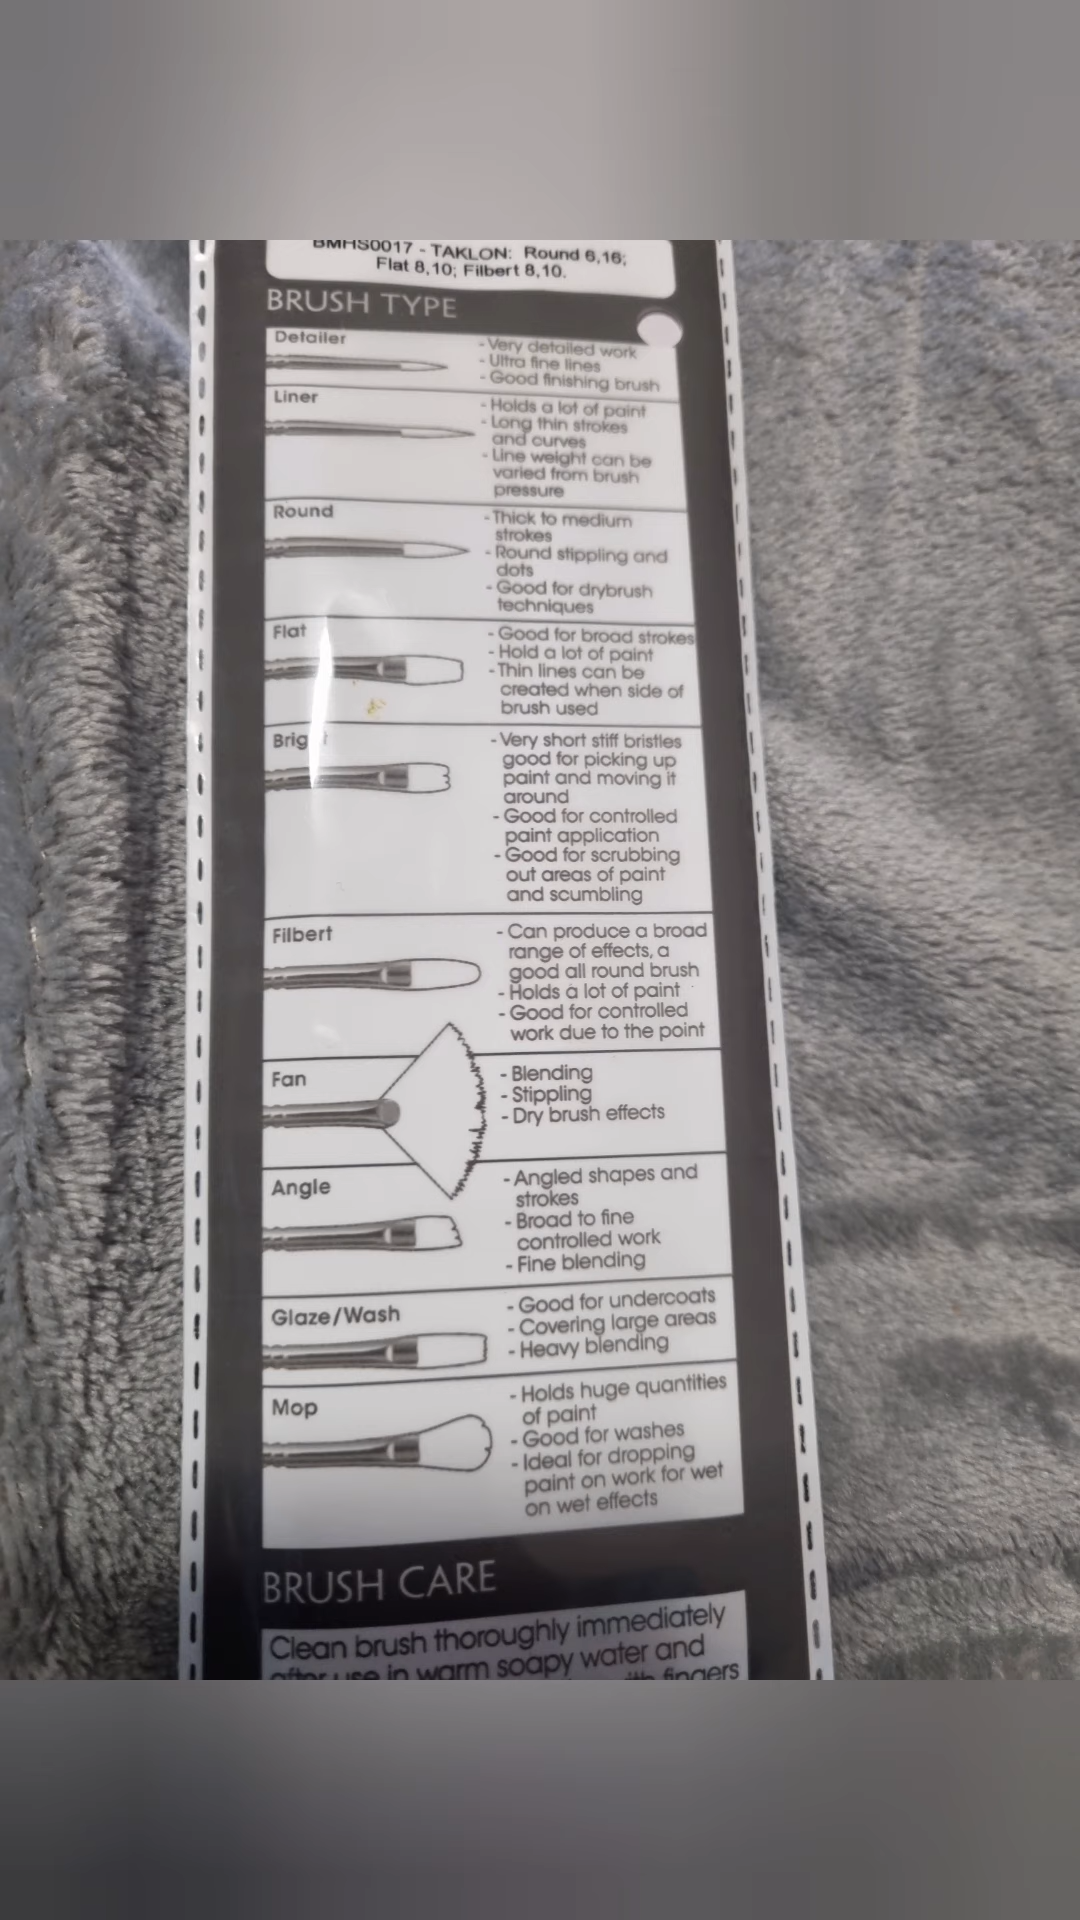 BMHS0017 - TAKLON: Round 6,16;
Flat 8,10; Filbert 8,10.
BRUSH TYPE
Detailer
- Very detailed work
- Ultra fine lines
- Good finishing brush
Liner
- Holds a lot of paint
- Long thin strokes
and curves
- Line weight can be
varied from brush
pressure
Round
- Thick to medium
strokes
- Round stippling and
dots
- Good for drybrush
techniques
Flat
- Good for broad strokes
- Hold a lot of paint
- Thin lines can be
created when side of
brush used
Bright
- Very short stiff bristles
good for picking up
paint and moving it
around
- Good for controlled
paint application
- Good for scrubbing
out areas of paint
and scumbling
Filbert
- Can produce a broad
range of effects, a
good all round brush
- Holds a lot of paint
- Good for controlled
work due to the point
Fan
- Blending
- Stippling
- Dry brush effects
Angle
- Angled shapes and
strokes
- Broad to fine
controlled work
- Fine blending
Glaze/Wash
- Good for undercoats
- Covering large areas
- Heavy blending
Mop
- Holds huge quantities
of paint
- Good for washes
- Ideal for dropping
paint on work for wet
on wet effects
BRUSH CARE
Clean brush thoroughly immediately
after use in warm soapy water and
fingers